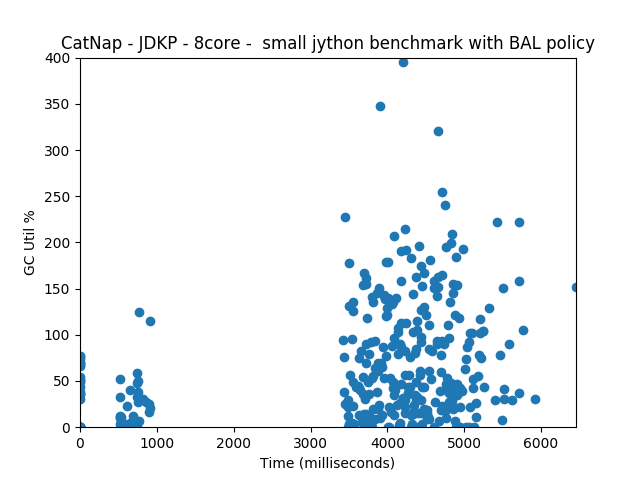 CatNap - JDKP - 8core -  small jython benchmark with BAL policy
400
350
300
250
200
150
100
50
0
GC Util %
0 1000 2000 3000 4000 5000 6000
Time (milliseconds)